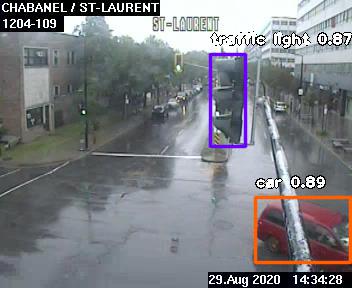 CHABANEL / ST-LAURENT
1204-109
ST-LAURENT
traffic light 0.87
car 0.89
29.Aug 2020 14:34:28